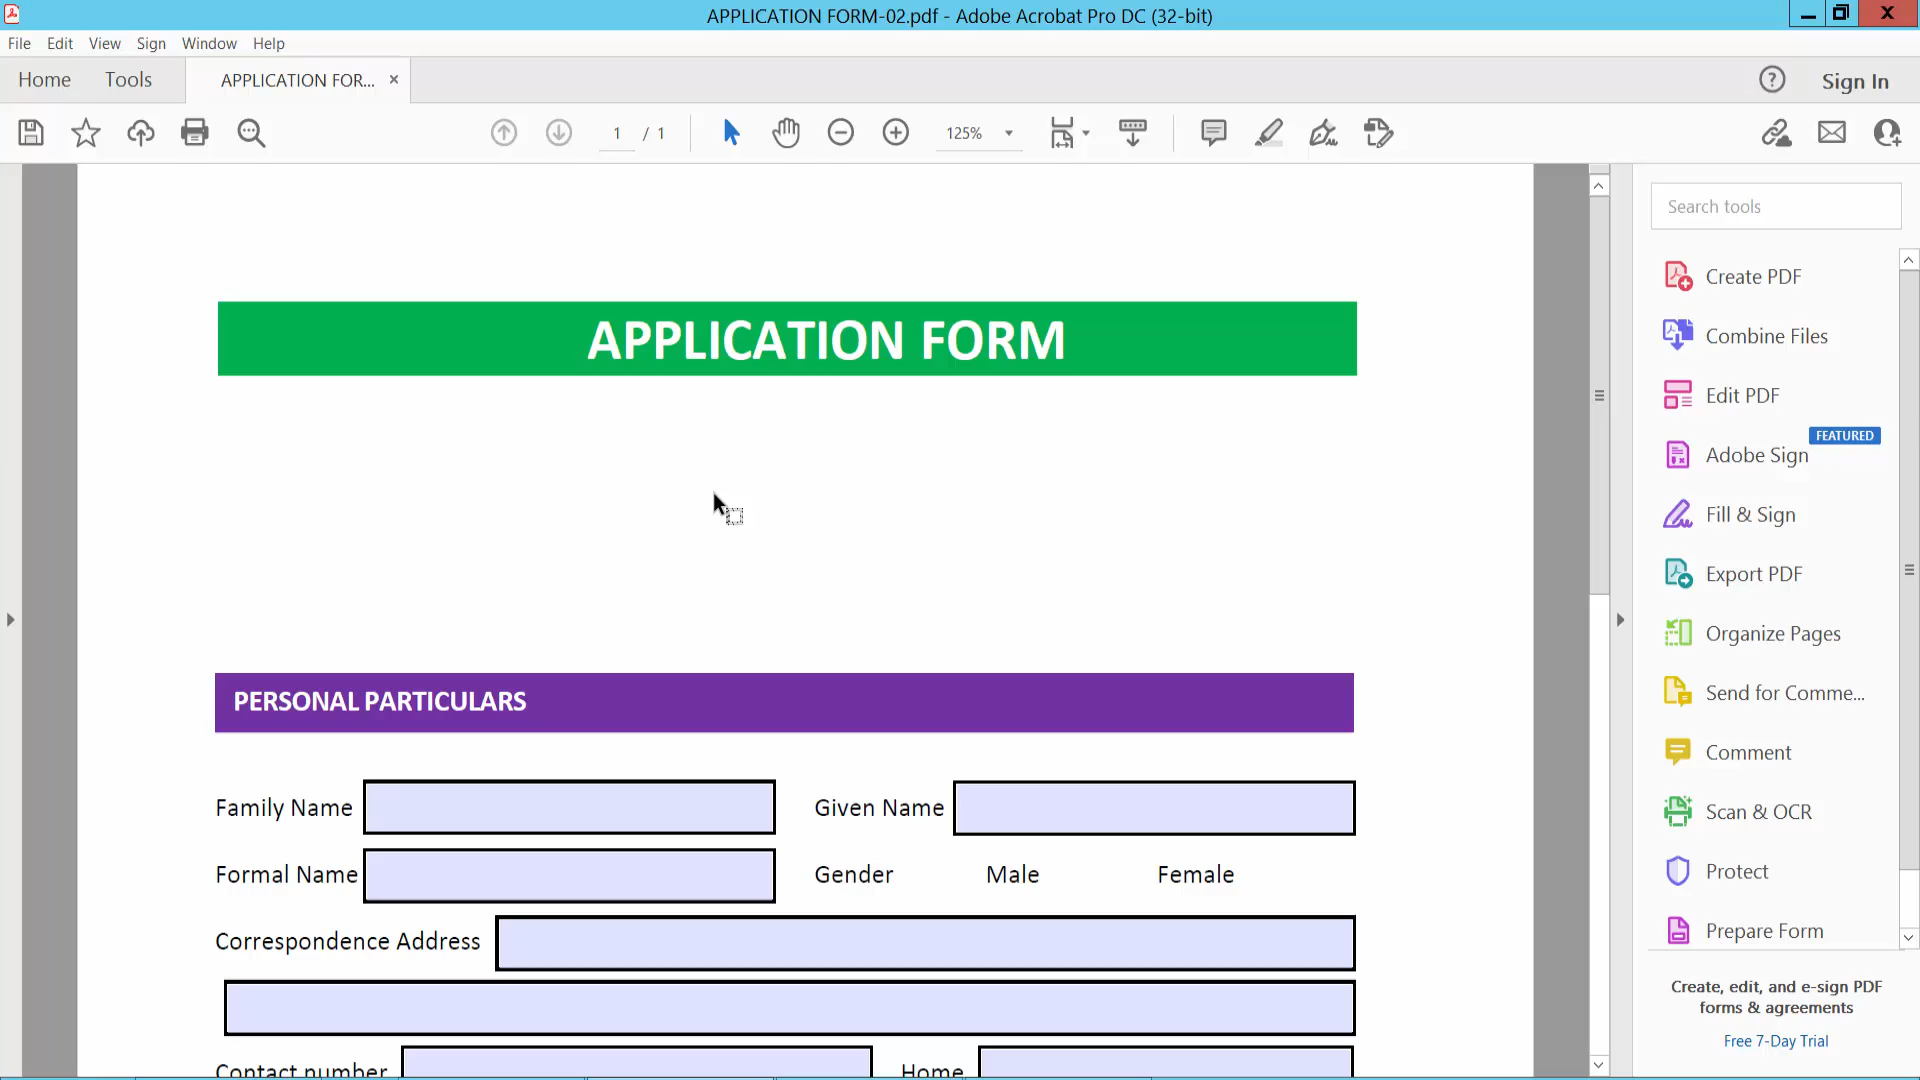 APPLICATION FORM-02.pdf - Adobe Acrobat Pro DC (32-bit)
File Edit View Sign Window Help
Home Tools APPLICATION FOR... × ? Sign In
1 / 1 125%
Search tools
Create PDF
Combine Files
Edit PDF
FEATURED
Adobe Sign
Fill & Sign
Export PDF
Organize Pages
Send for Comme...
Comment
Scan & OCR
Protect
Prepare Form
Create, edit, and e-sign PDF
forms & agreements
Free 7-Day Trial
APPLICATION FORM
PERSONAL PARTICULARS
Family Name Given Name
Formal Name Gender Male Female
Correspondence Address
Contact number Home